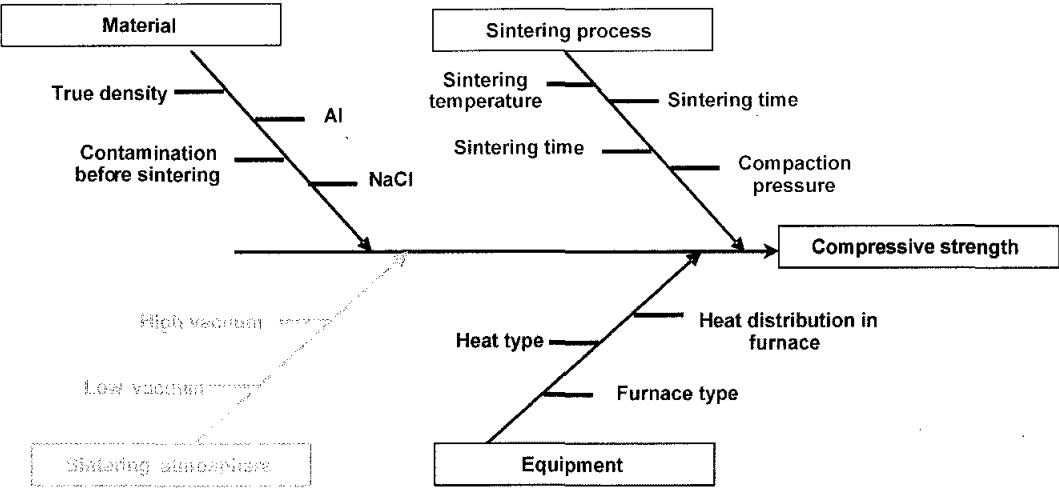 Material
Sintering process
True density
Al
Contamination
before sintering
NaCl
Sintering
temperature
Sintering time
Sintering time
Compaction
pressure
Compressive strength
High vacuum
Low vacuum
Sintering atmosphere
Heat distribution in
furnace
Heat type
Furnace type
Equipment